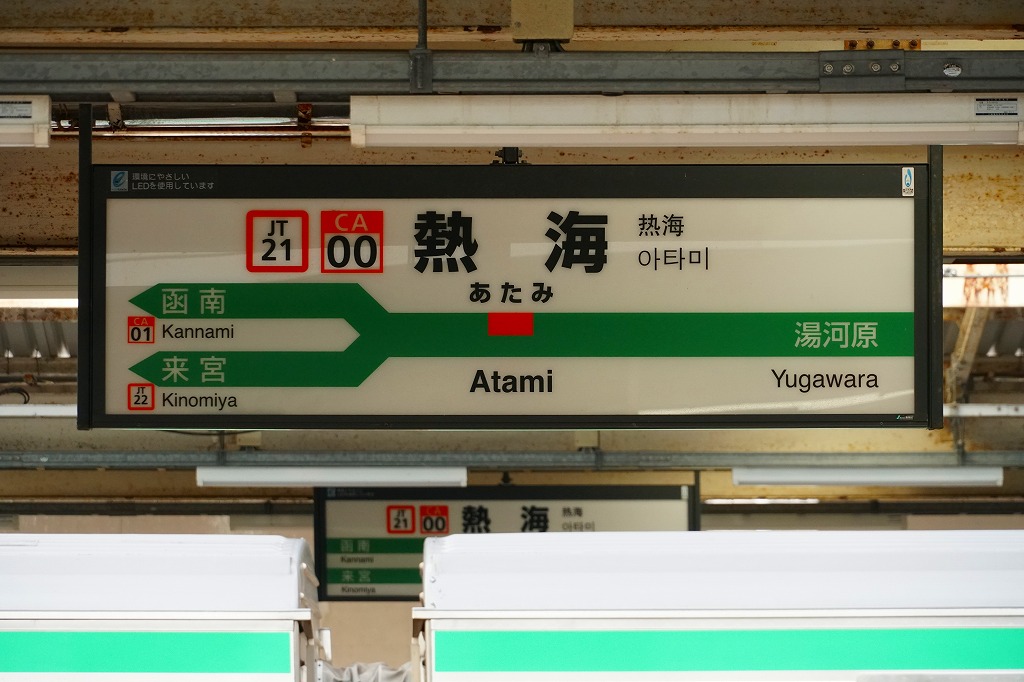 環境にやさしい
LEDを使用しています
JT
21
CA
00
熱海
热海
아타미
あたみ
函南
CA
01
Kannami
来宮
JT
22
Kinomiya
Atami
湯河原
Yugawara
JT
21
CA
00
熱海
热海
아타미
函南
Kannami
来宮
Kinomiya